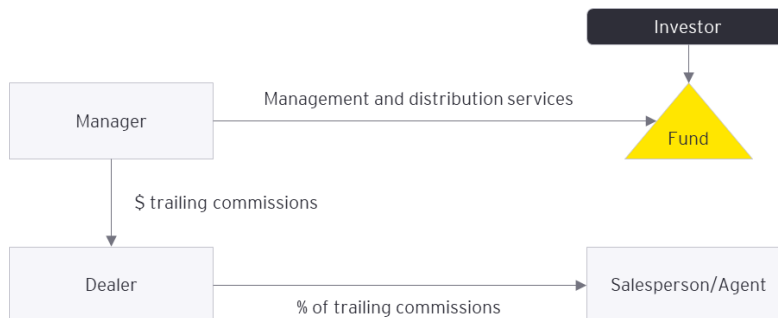 Investor
Management and distribution services
Manager
Fund
$ trailing commissions
Dealer
Salesperson/Agent
% of trailing commissions